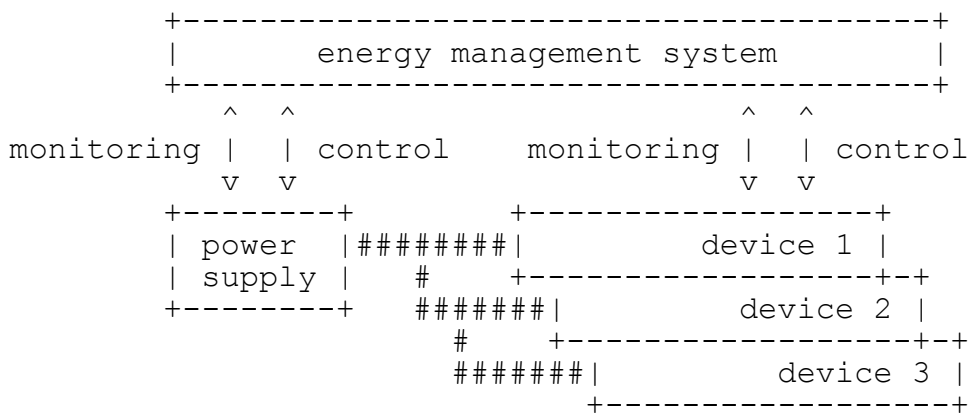 energy management system
monitoring control monitoring control
power device 1
supply
device 2
device 3